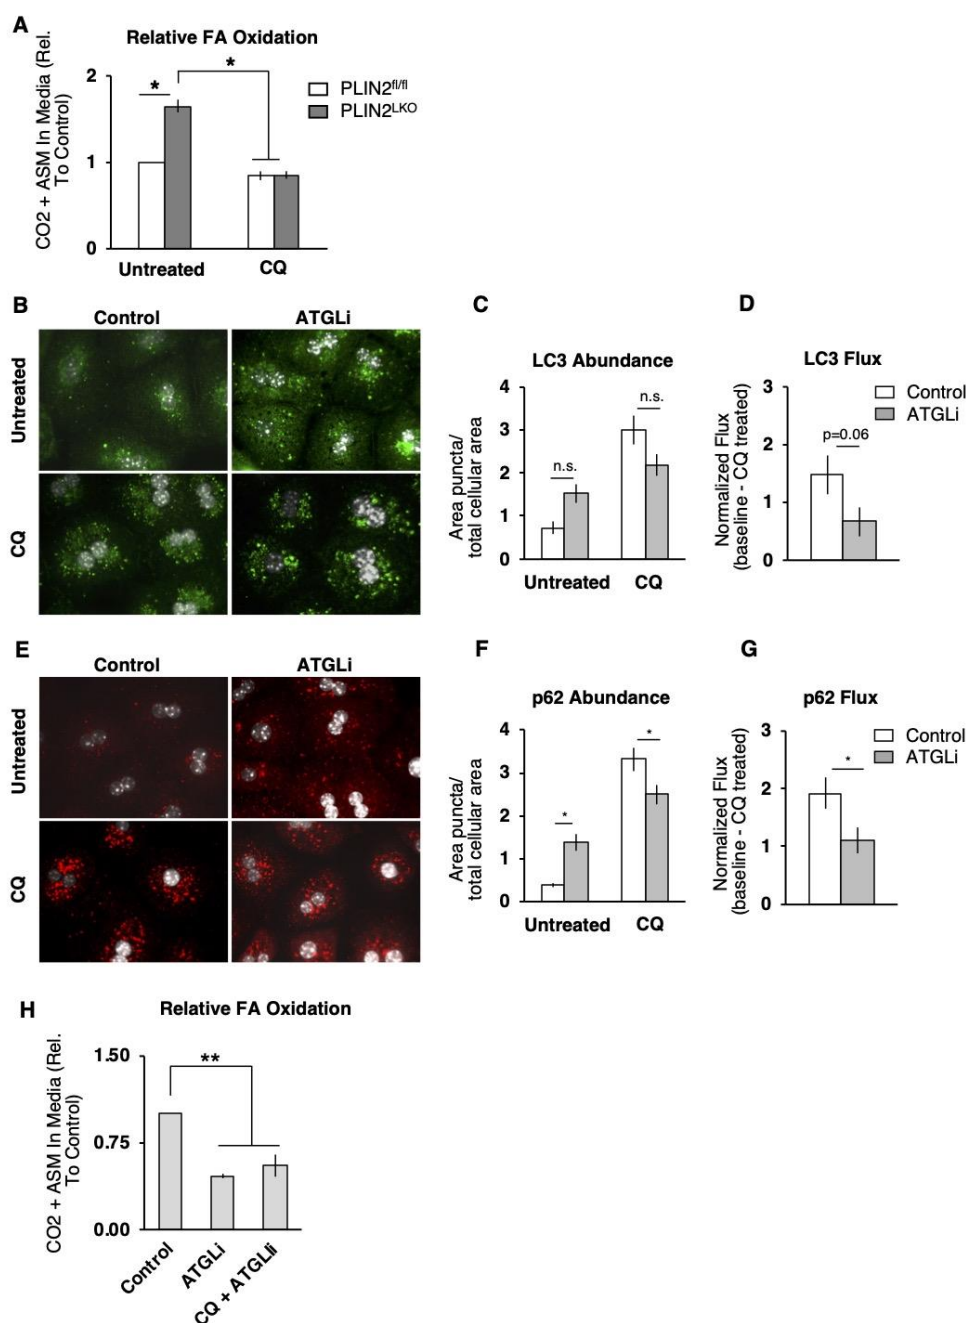 A
Relative FA Oxidation
CO2 + ASM In Media (Rel.
To Control)
2
1
0
*
*
PLIN2fl/fl
PLIN2LKO
Untreated
CQ
B
Control
ATGLi
Untreated
CQ
C
LC3 Abundance
Area puncta/
total cellular area
4
3
2
1
0
n.s.
n.s.
Untreated
CQ
D
LC3 Flux
Normalized Flux
(baseline - CQ treated)
3
2
1
0
p=0.06
Control
ATGLi
E
Control
ATGLi
Untreated
CQ
F
p62 Abundance
Area puncta/
total cellular area
4
3
2
1
0
*
*
Untreated
CQ
G
p62 Flux
Normalized Flux
(baseline - CQ treated)
3
2
1
0
*
Control
ATGLi
H
Relative FA Oxidation
CO2 + ASM In Media (Rel.
To Control)
1.50
0.75
0.00
**
Control
ATGLi
CQ + ATGLIi